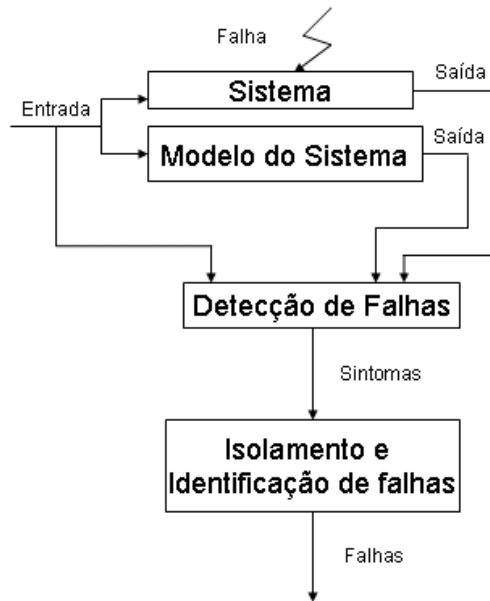 Falha
Sistema
Saída
Entrada
Modelo do Sistema
Saída
Detecção de Falhas
Sintomas
Isolamento e
Identificação de falhas
Falhas